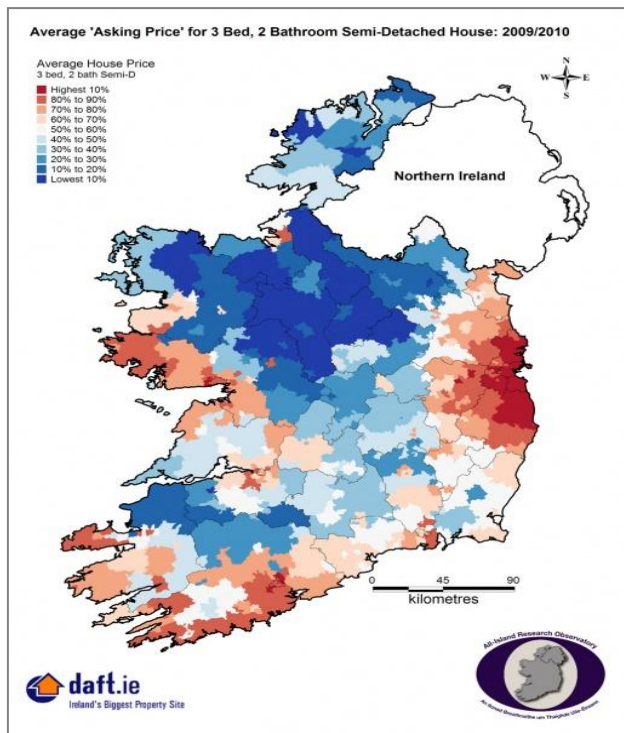 Average 'Asking Price' for 3 Bed, 2 Bathroom Semi-Detached House: 2009/2010
Average House Price
3 bed, 2 bath Semi-D
Highest 10%
80% to 90%
70% to 80%
60% to 70%
50% to 60%
40% to 50%
30% to 40%
20% to 30%
10% to 20%
Lowest 10%
N
W E
S
Northern Ireland
0 45 90
kilometres
daft.ie
Ireland's Biggest Property Site
All-Island Research Observatory